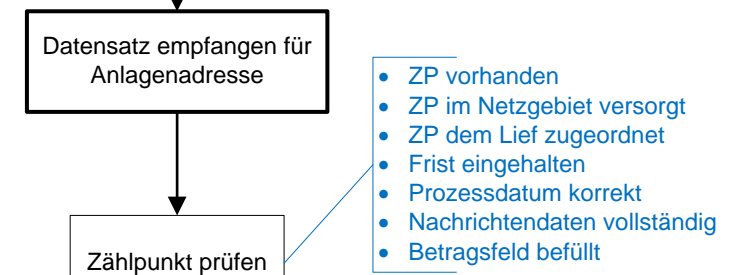 Datensatz empfangen für
Anlagenadresse
• ZP vorhanden
• ZP im Netzgebiet versorgt
• ZP dem Lief zugeordnet
• Frist eingehalten
• Prozessdatum korrekt
• Nachrichtendaten vollständig
• Betragsfeld befüllt
Zählpunkt prüfen